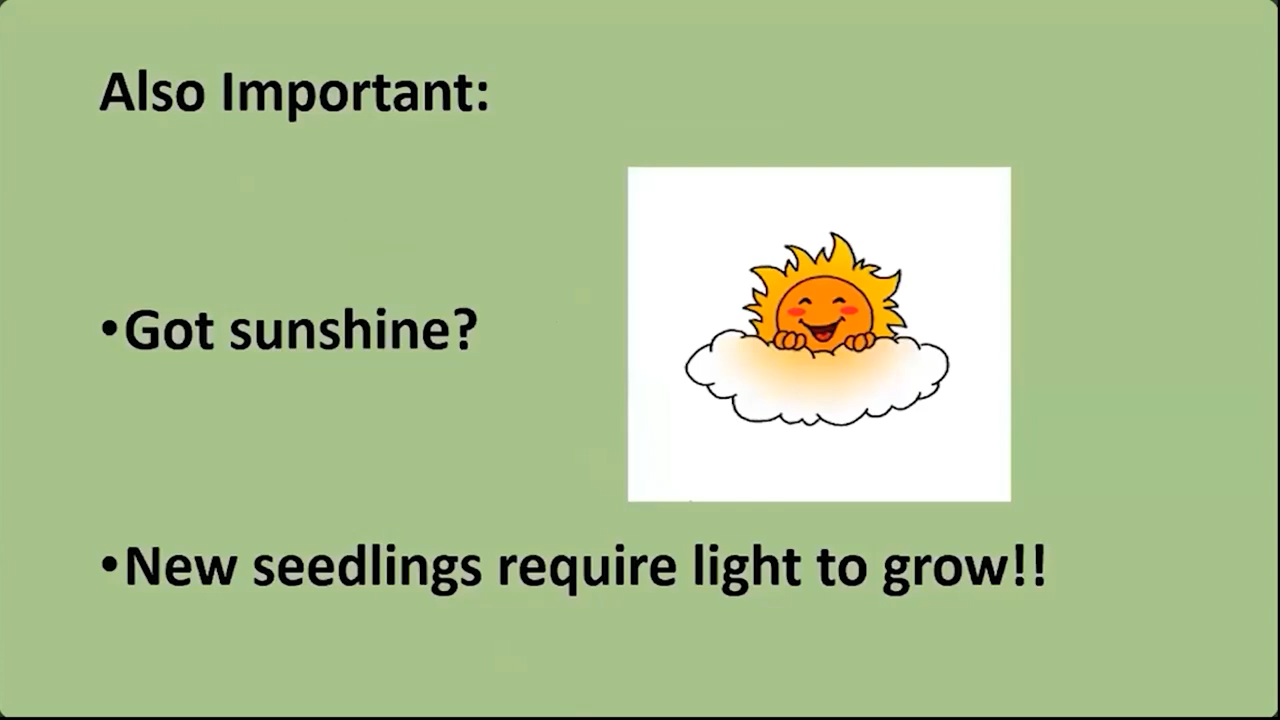 Also Important:
•Got sunshine?
•New seedlings require light to grow!!